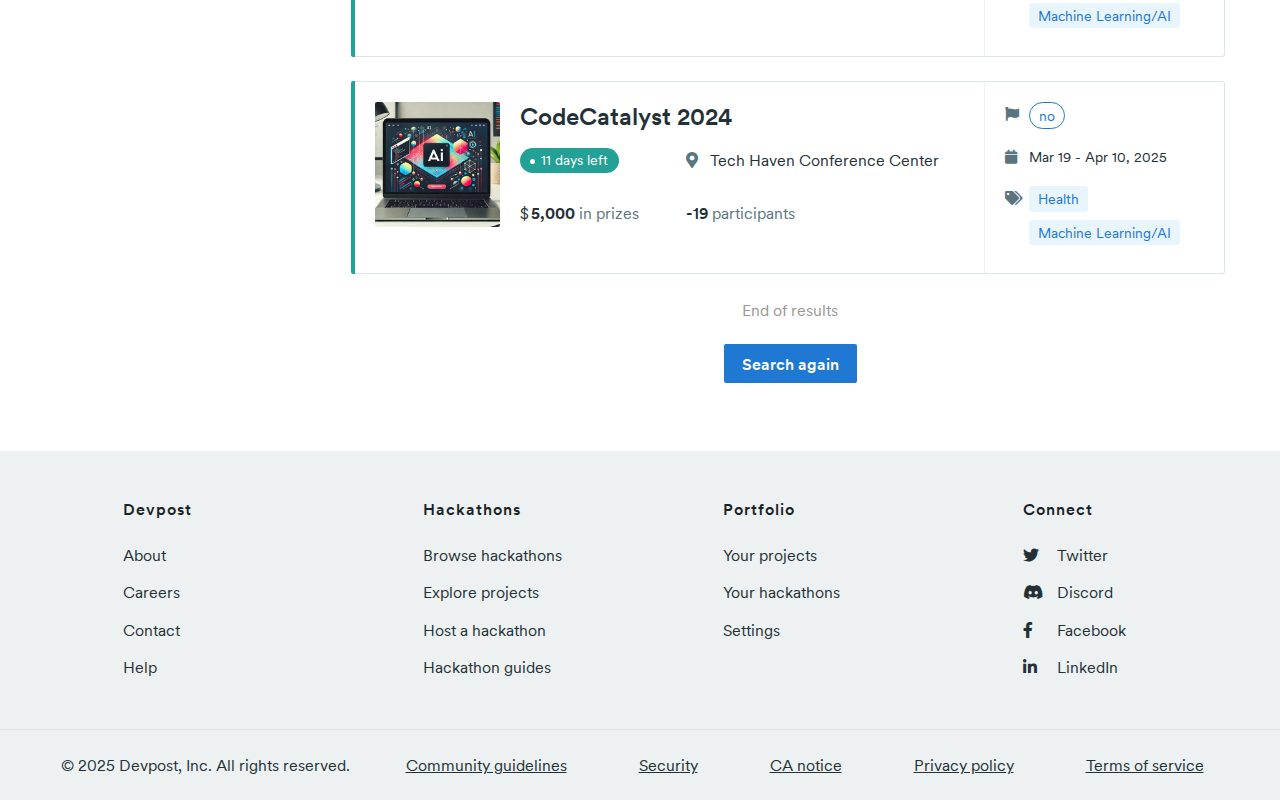 Machine Learning/AI
CodeCatalyst 2024
11 days left
Tech Haven Conference Center
$5,000 in prizes
-19 participants
no
Mar 19 - Apr 10, 2025
Health
Machine Learning/AI
Ai
End of results
Search again
Devpost
About
Careers
Contact
Help
Hackathons
Browse hackathons
Explore projects
Host a hackathon
Hackathon guides
Portfolio
Your projects
Your hackathons
Settings
Connect
Twitter
Discord
Facebook
LinkedIn
© 2025 Devpost, Inc. All rights reserved.
Community guidelines
Security
CA notice
Privacy policy
Terms of service